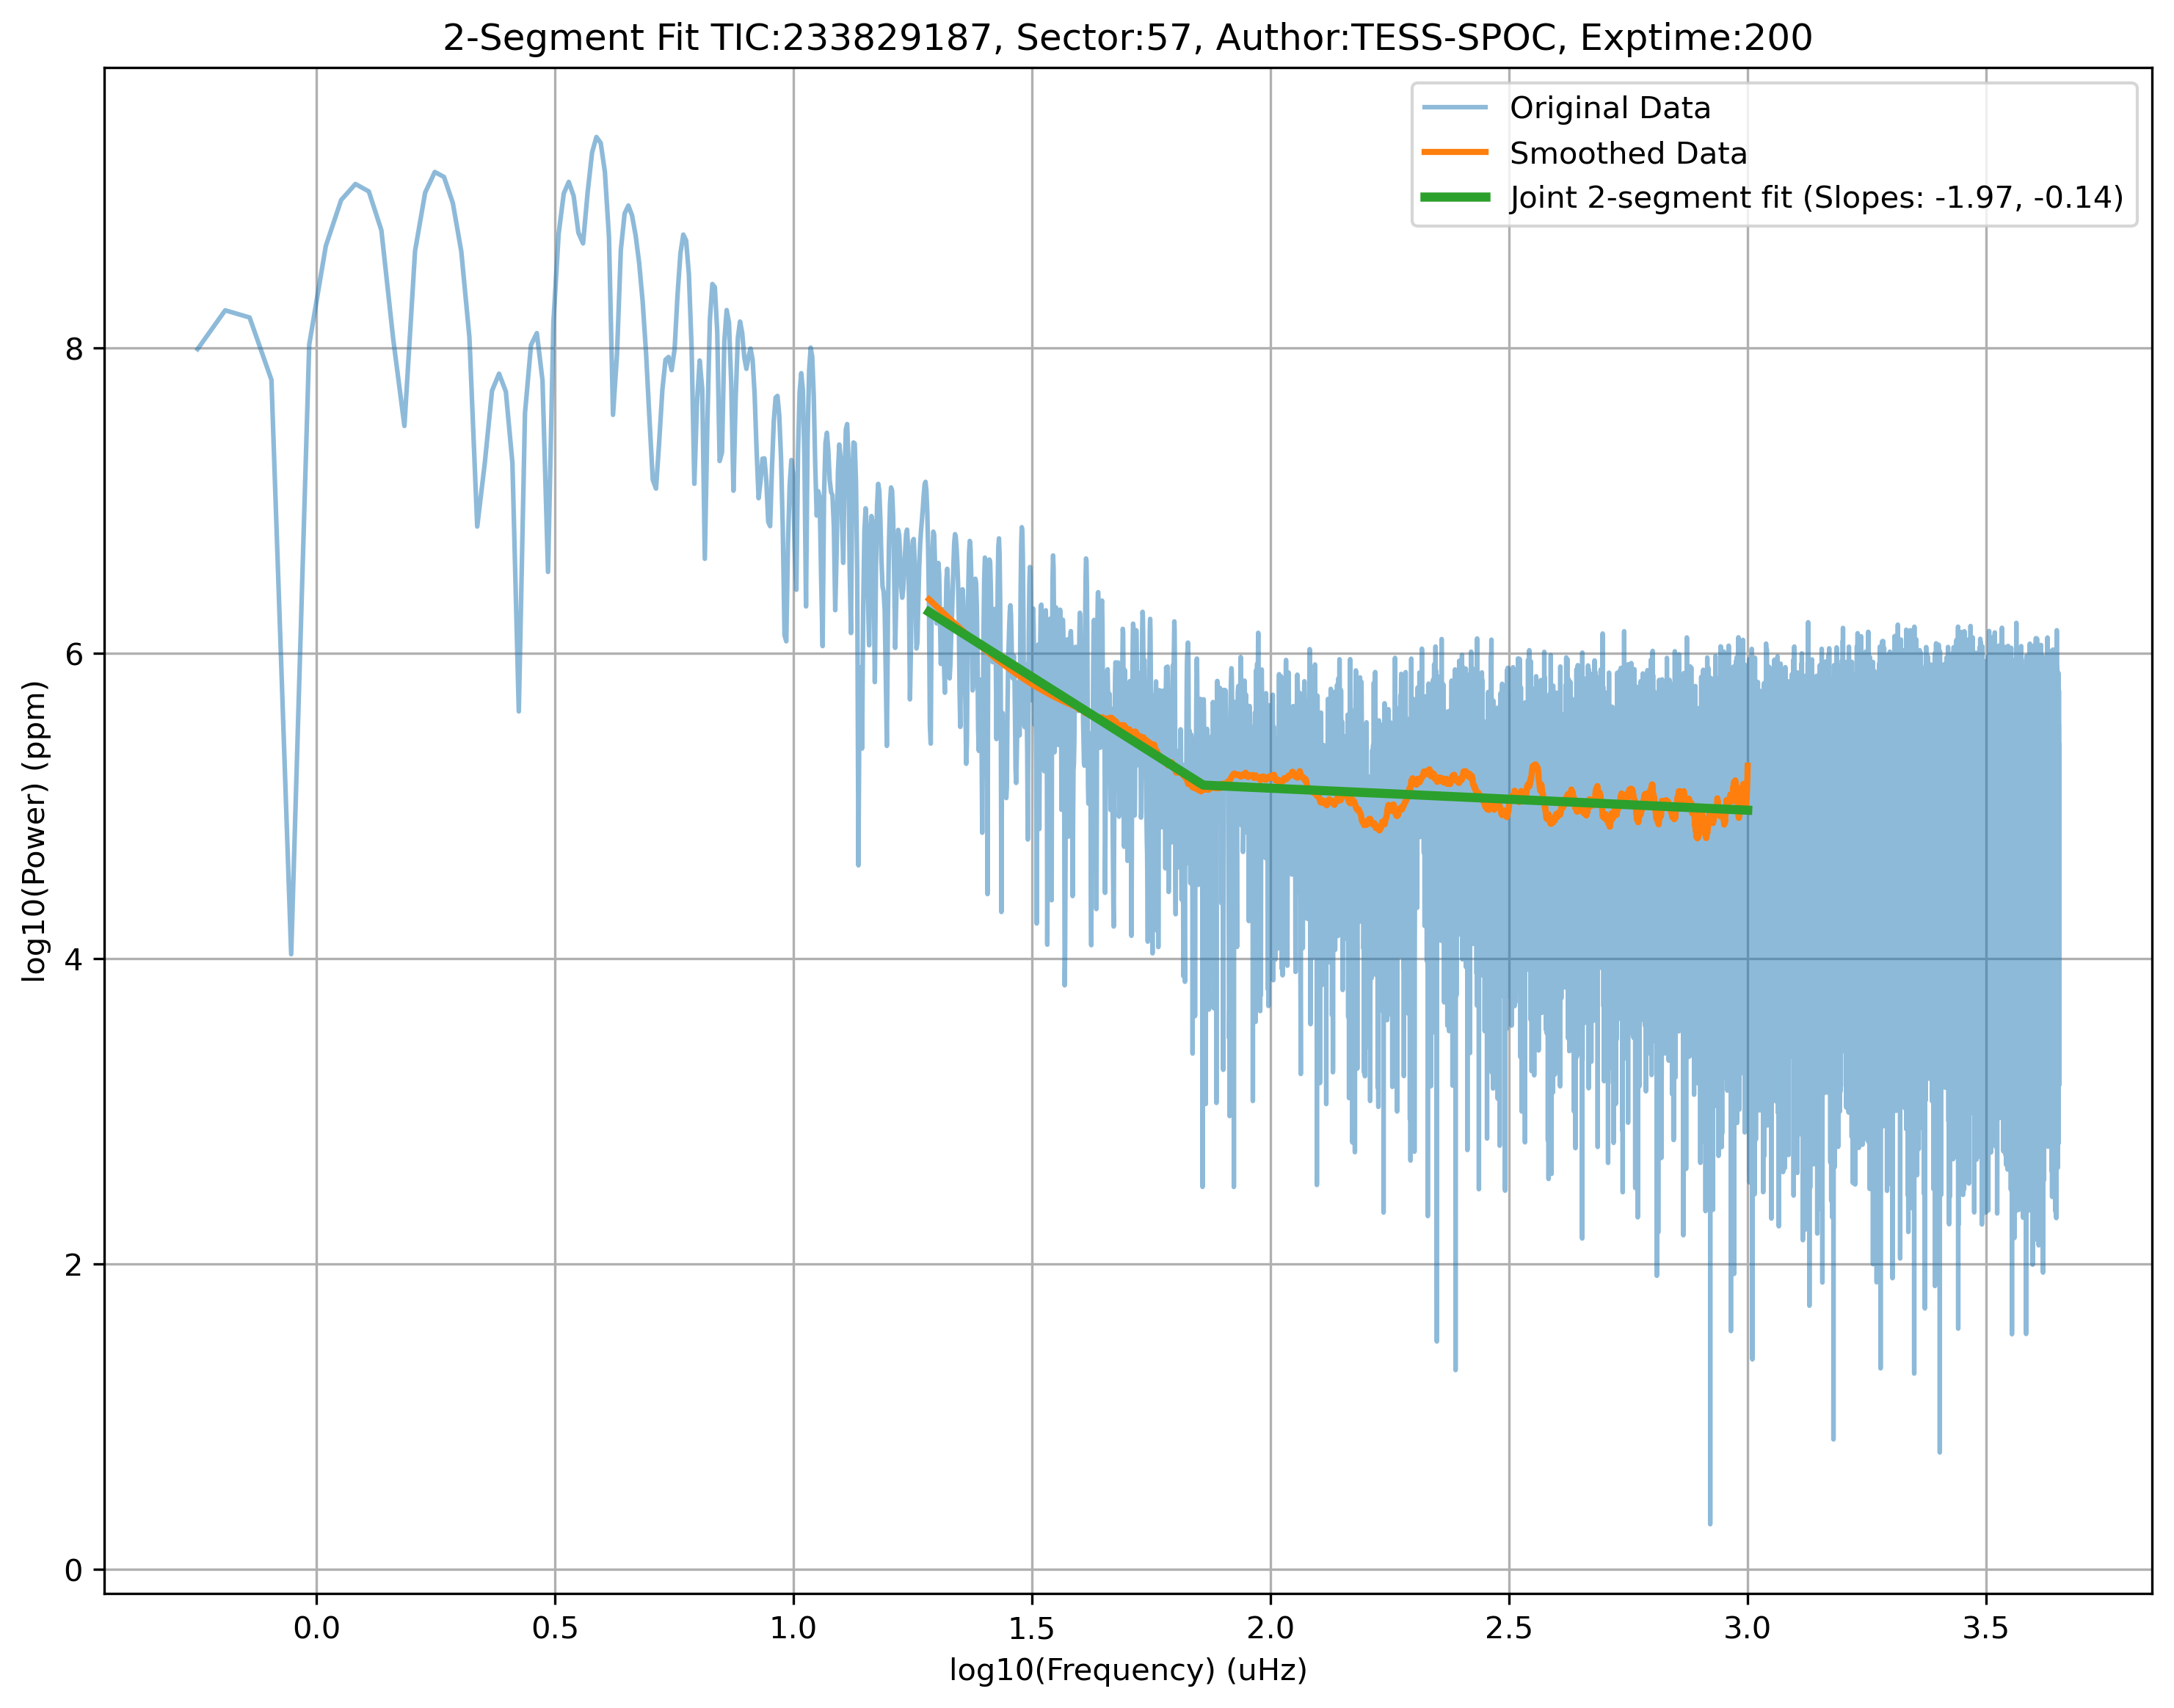 2-Segment Fit TIC:233829187, Sector:57, Author:TESS-SPOC, Exptime:200
Original Data
Smoothed Data
Joint 2-segment fit (Slopes: -1.97, -0.14)
log10(Power) (ppm)
8
6
4
2
0
0.0 0.5 1.0 1.5 2.0 2.5 3.0 3.5
log10(Frequency) (uHz)